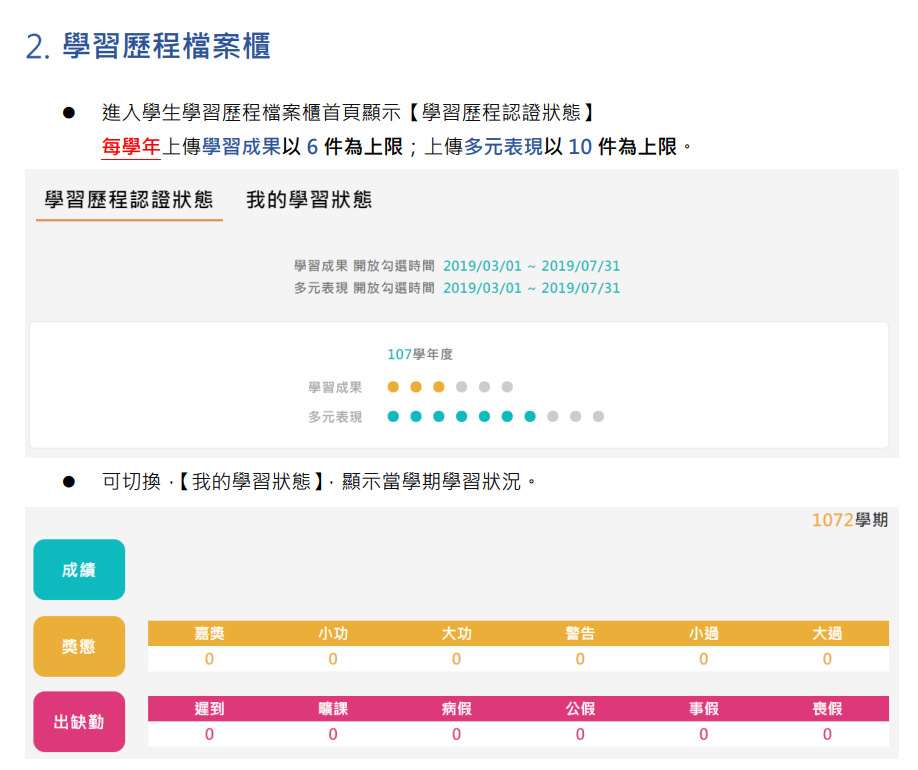 2. 學習歷程檔案櫃
● 進入學生學習歷程檔案櫃首頁顯示【學習歷程認證狀態】
每學年上傳學習成果以 6 件為上限；上傳多元表現以 10 件為上限。
學習歷程認證狀態 我的學習狀態
學習成果 開放勾選時間 2019/03/01 ~ 2019/07/31
多元表現 開放勾選時間 2019/03/01 ~ 2019/07/31
107學年度
學習成果
多元表現
● 可切換，【我的學習狀態】，顯示當學期學習狀況。
1072學期
成績
獎懲
嘉獎 小功 大功 警告 小過 大過
0 0 0 0 0 0
出缺勤
遲到 曠課 病假 公假 事假 喪假
0 0 0 0 0 0